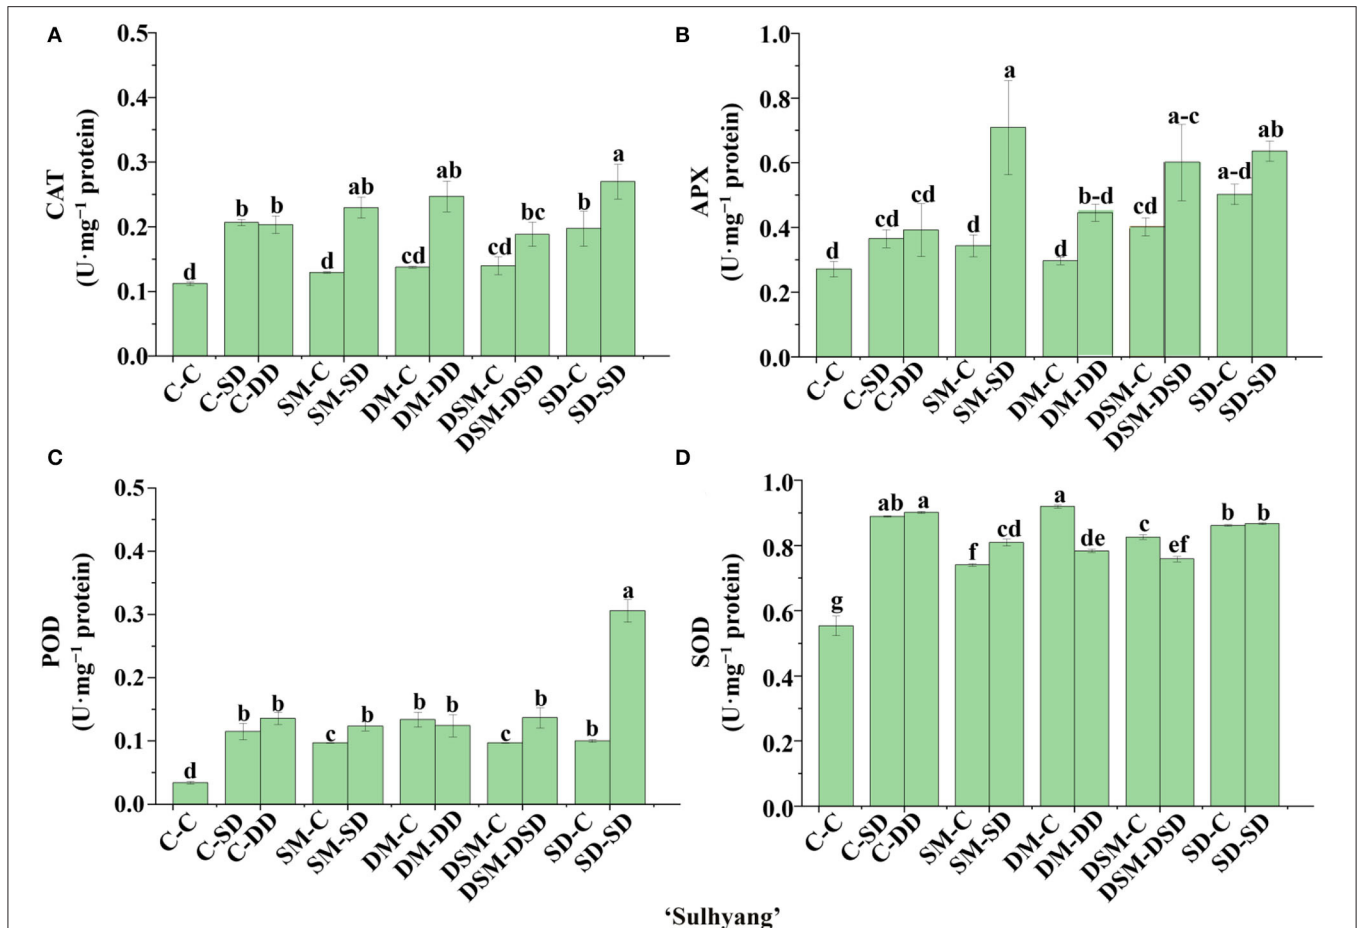 A
CAT
(U·mg⁻¹ protein)
0.5
0.4
0.3
0.2
0.1
0.0
d
b
b
d
ab
cd
ab
cd
bc
b
a
C-C
C-SD
C-DD
SM-C
SM-SD
DM-C
DM-DD
DSM-C
DSM-DSD
SD-C
SD-SD
B
APX
(U·mg⁻¹ protein)
1.0
0.8
0.6
0.4
0.2
0.0
d
cd
cd
d
a
d
b-d
cd
a-c
a-d
ab
C-C
C-SD
C-DD
SM-C
SM-SD
DM-C
DM-DD
DSM-C
DSM-DSD
SD-C
SD-SD
C
POD
(U·mg⁻¹ protein)
0.5
0.4
0.3
0.2
0.1
0.0
d
b
b
c
b
b
b
c
b
b
a
C-C
C-SD
C-DD
SM-C
SM-SD
DM-C
DM-DD
DSM-C
DSM-DSD
SD-C
SD-SD
D
SOD
(U·mg⁻¹ protein)
1.0
0.8
0.6
0.4
0.2
0.0
g
ab
a
f
cd
a
de
c
ef
b
b
C-C
C-SD
C-DD
SM-C
SM-SD
DM-C
DM-DD
DSM-C
DSM-DSD
SD-C
SD-SD
‘Sulhyang’